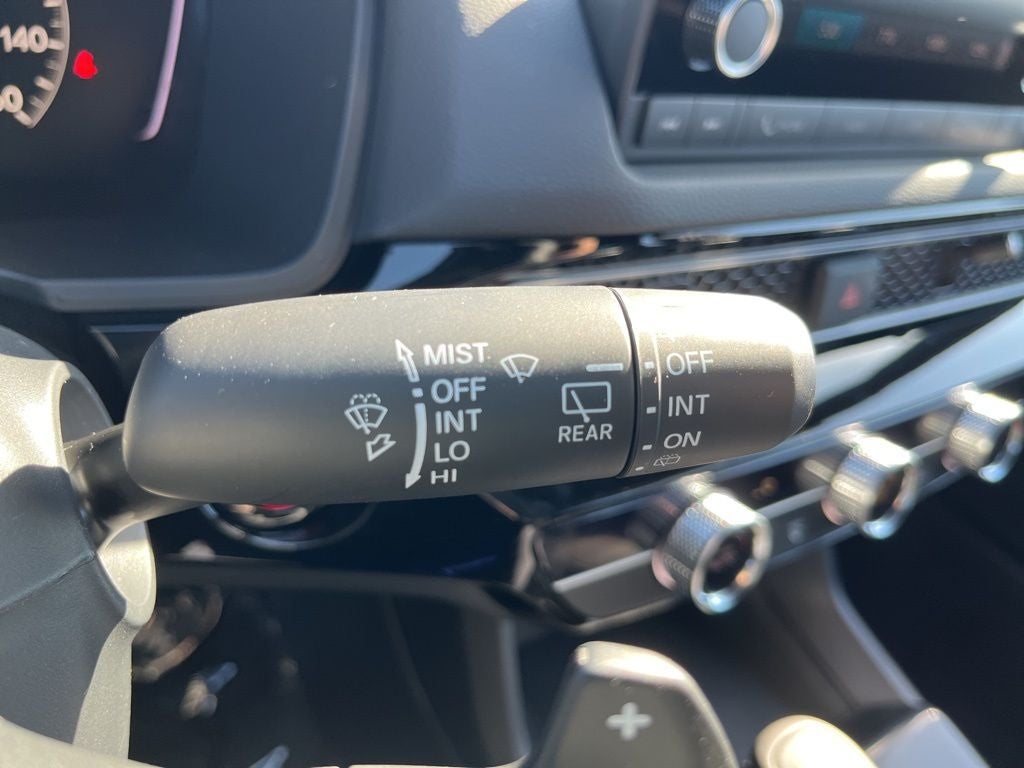 140
MIST
OFF
INT
LO
HI
REAR
OFF
INT
ON
+